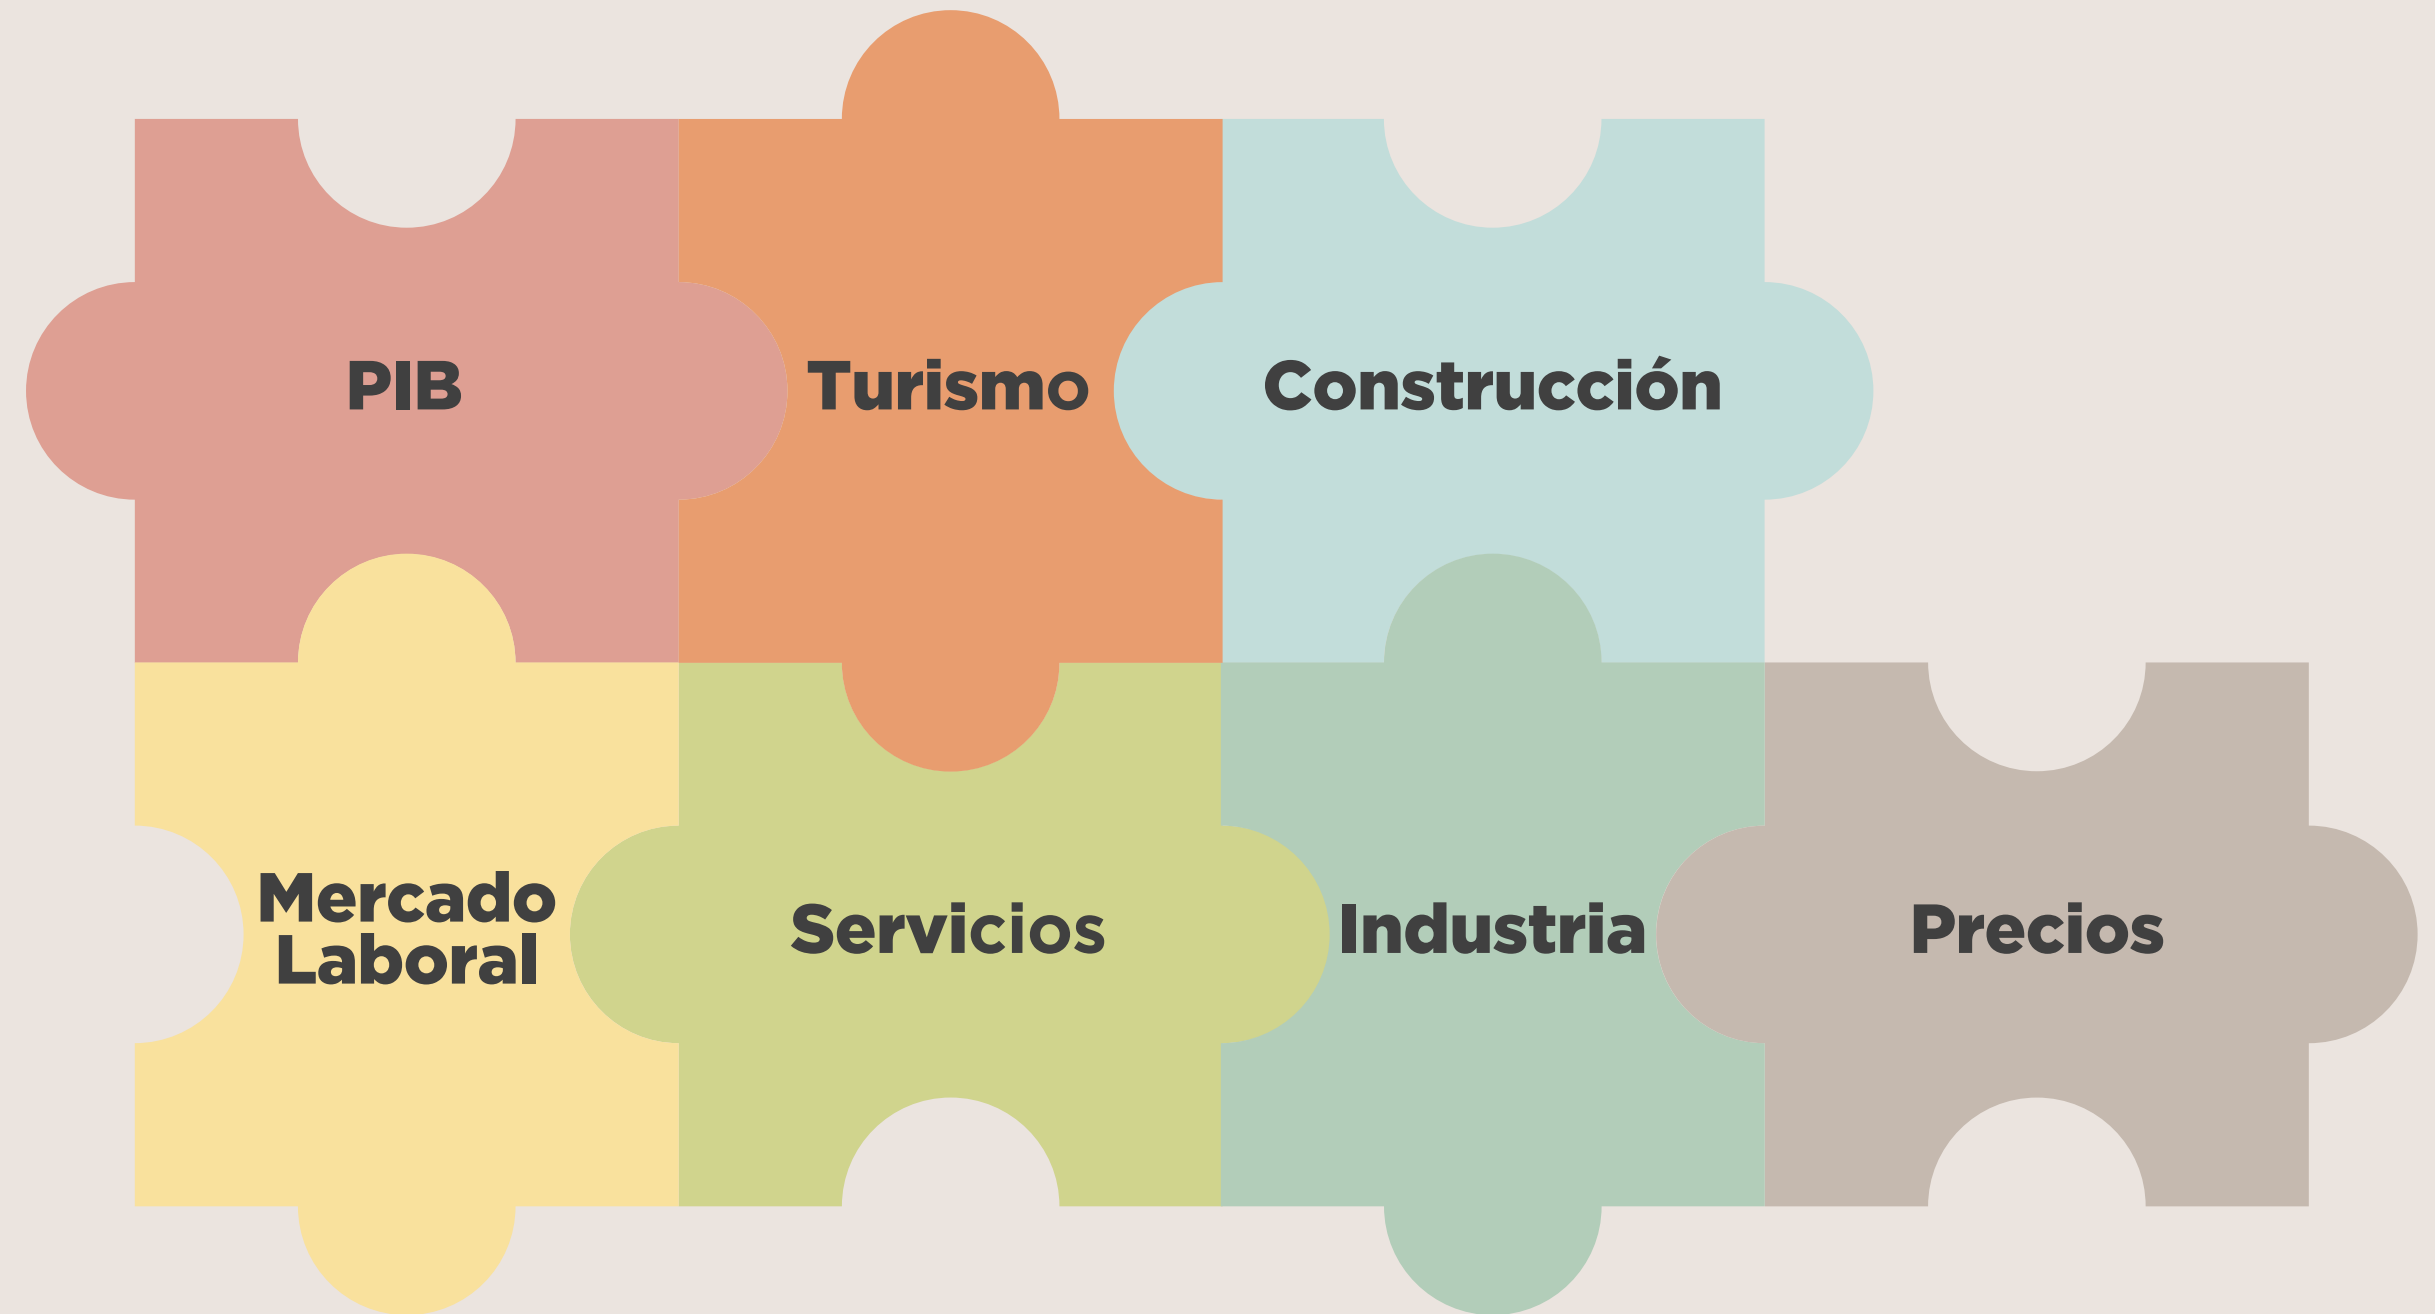 PIB
Turismo
Construcción
Mercado
Laboral
Servicios
Industria
Precios